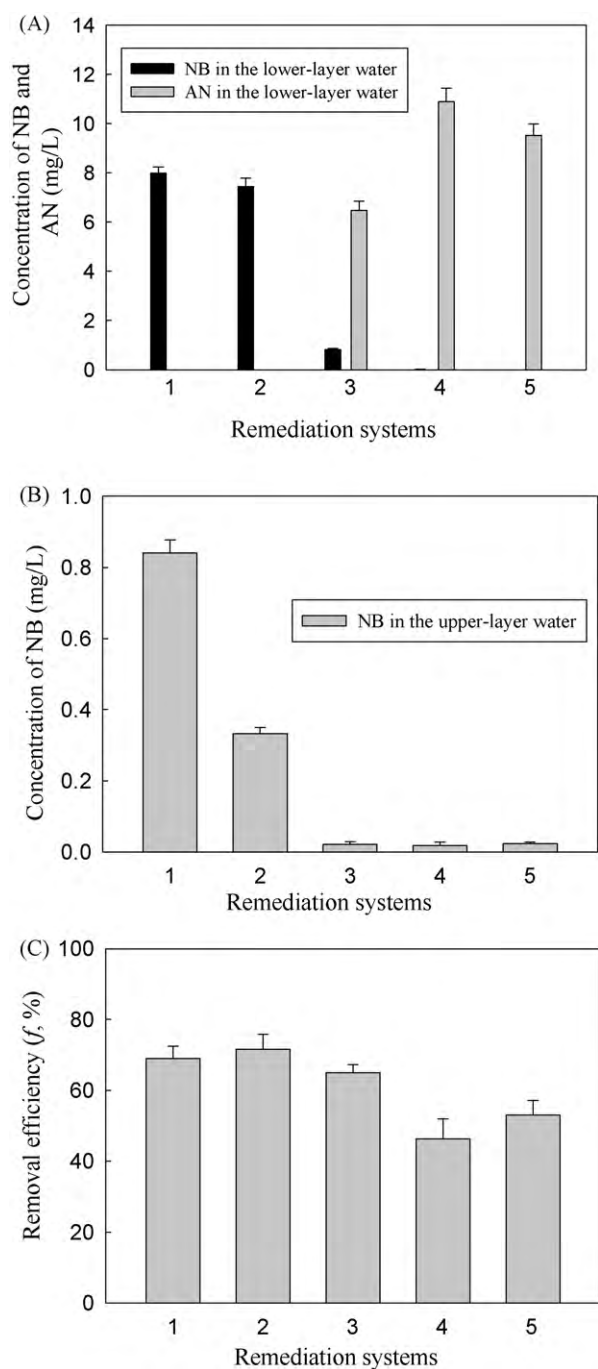 (A)
Concentration of NB and
AN (mg/L)
14
12
10
8
6
4
2
0
NB in the lower-layer water
AN in the lower-layer water
1 2 3 4 5
Remediation systems
(B)
Concentration of NB (mg/L)
1.0
0.8
0.6
0.4
0.2
0.0
NB in the upper-layer water
1 2 3 4 5
Remediation systems
(C)
Removal efficiency (f, %)
100
80
60
40
20
0
1 2 3 4 5
Remediation systems